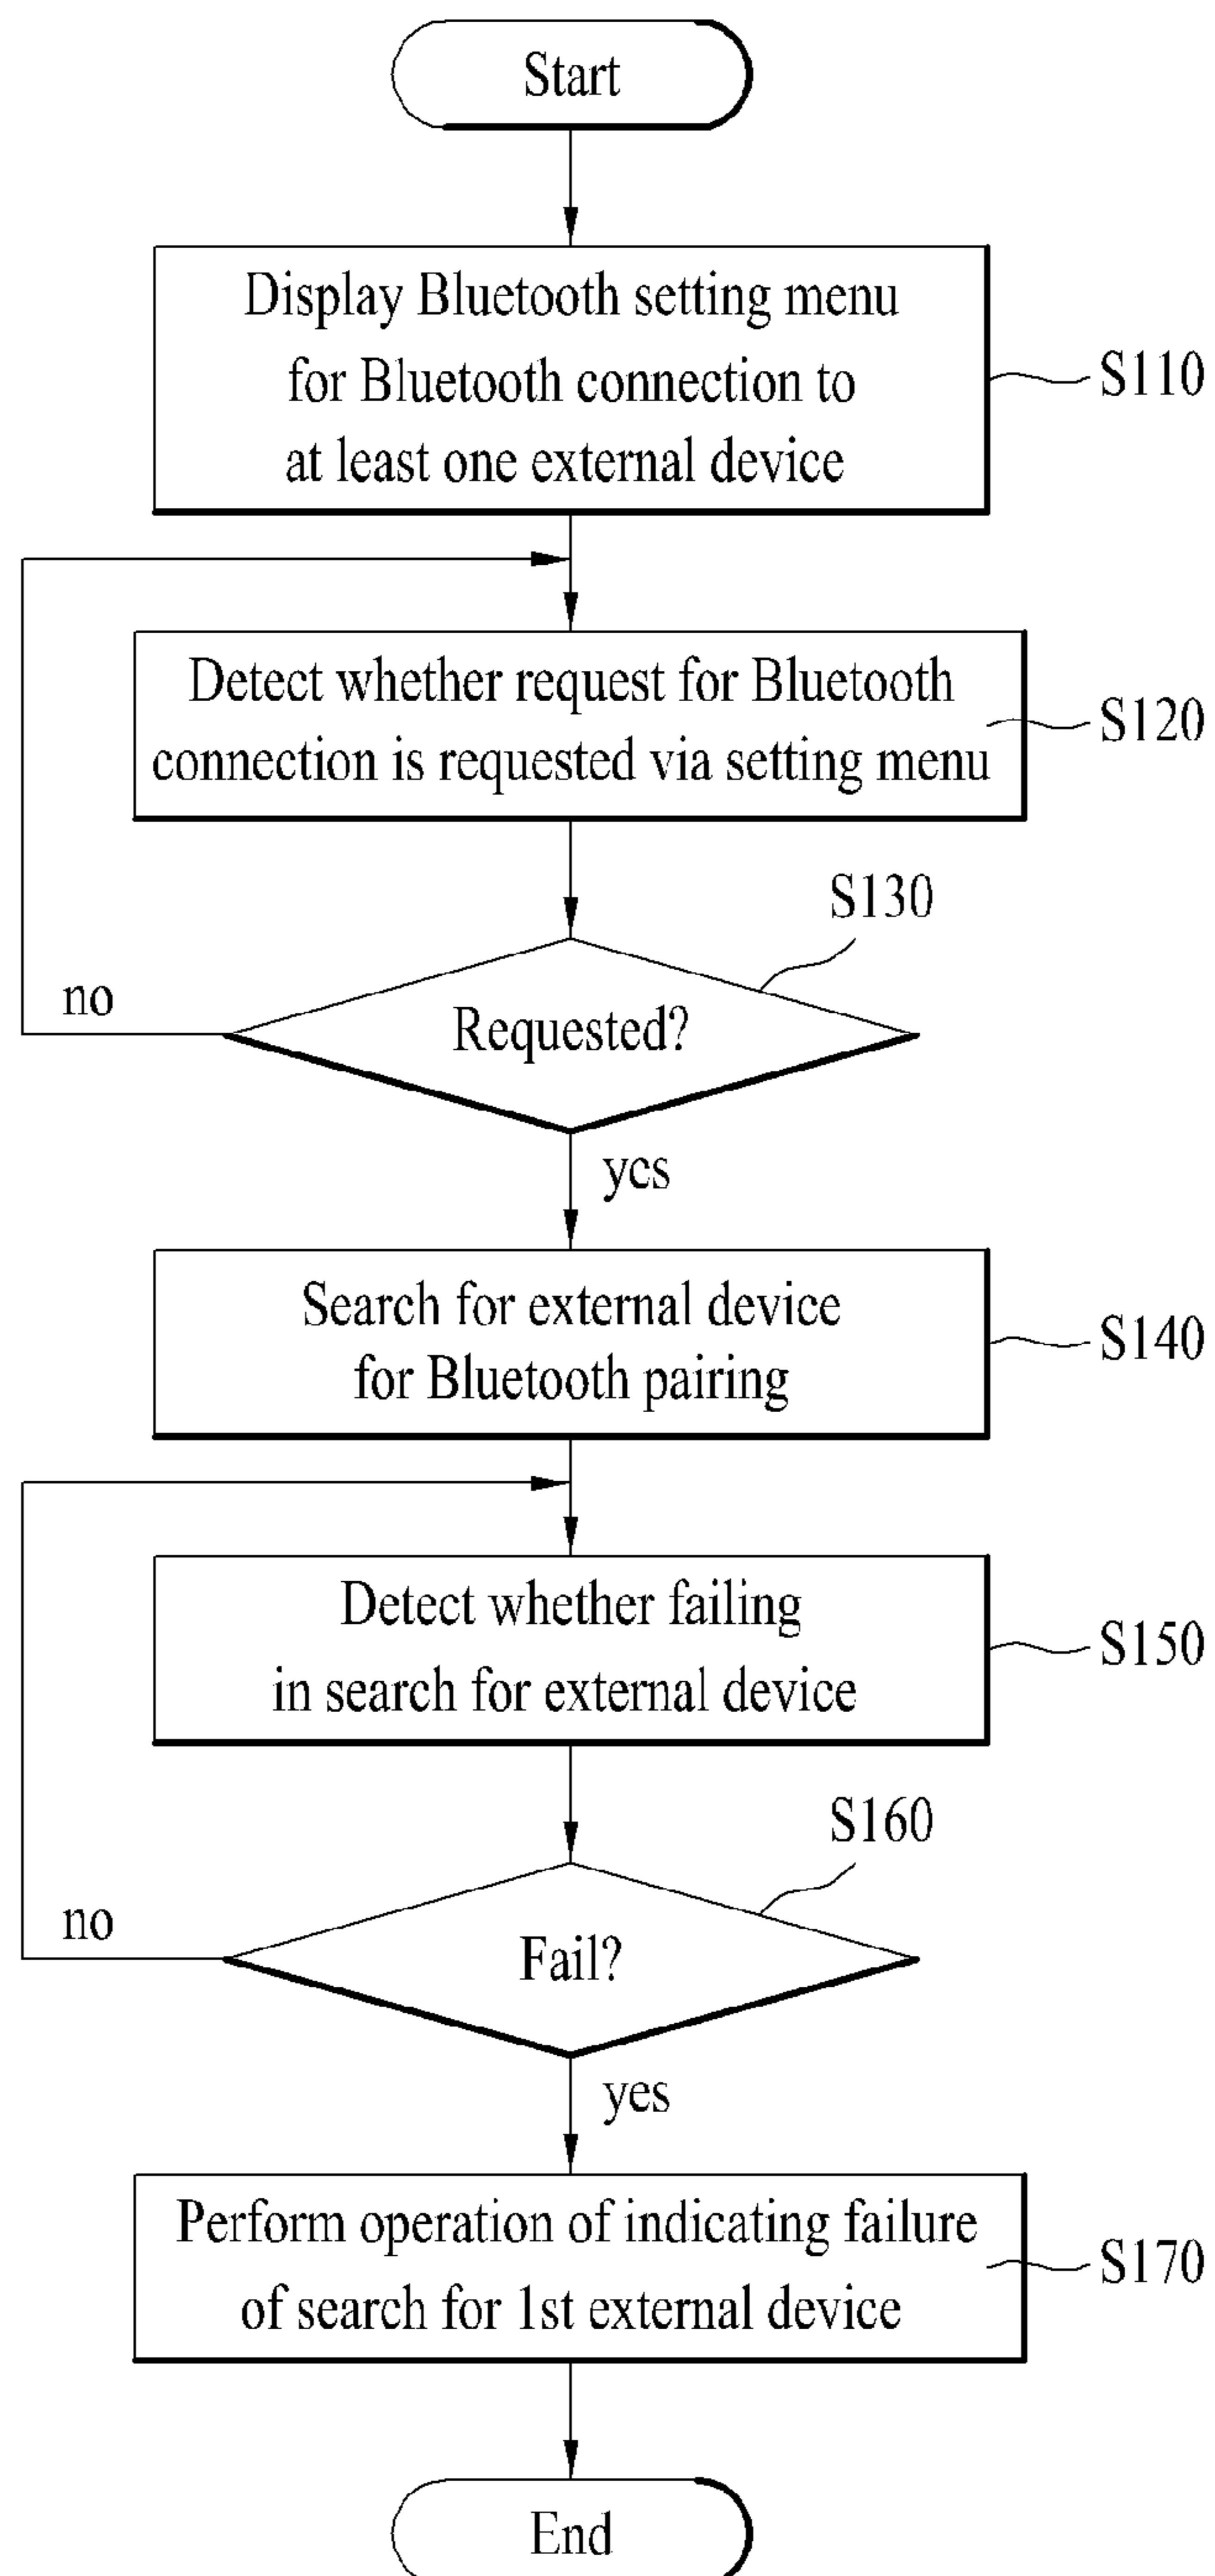 Start
Display Bluetooth setting menu
for Bluetooth connection to
at least one external device
S110
Detect whether request for Bluetooth
connection is requested via setting menu
S120
S130
Requested?
no
yes
Search for external device
for Bluetooth pairing
S140
Detect whether failing
in search for external device
S150
S160
Fail?
no
yes
Perform operation of indicating failure
of search for 1st external device
S170
End